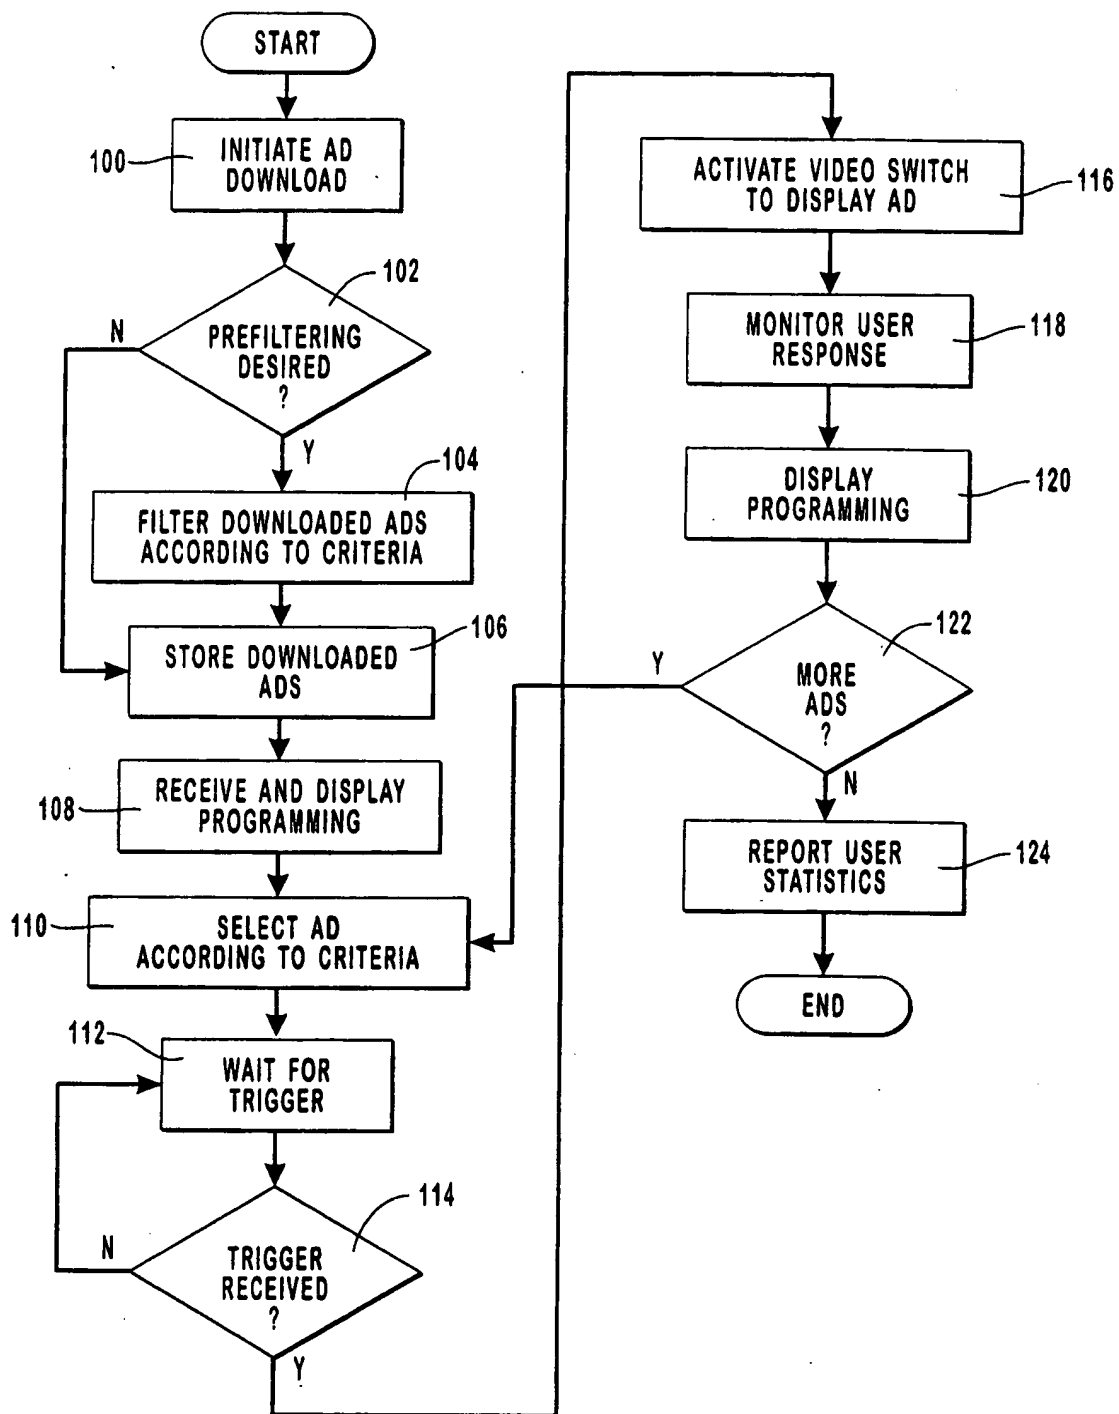 START
100
INITIATE AD
DOWNLOAD
102
N
PREFILTERING
DESIRED
?
Y
104
FILTER DOWNLOADED ADS
ACCORDING TO CRITERIA
106
STORE DOWNLOADED
ADS
108
RECEIVE AND DISPLAY
PROGRAMMING
110
SELECT AD
ACCORDING TO CRITERIA
112
WAIT FOR
TRIGGER
114
N
TRIGGER
RECEIVED
?
Y
ACTIVATE VIDEO SWITCH
TO DISPLAY AD
116
MONITOR USER
RESPONSE
118
DISPLAY
PROGRAMMING
120
122
Y
MORE
ADS
?
N
REPORT USER
STATISTICS
124
END